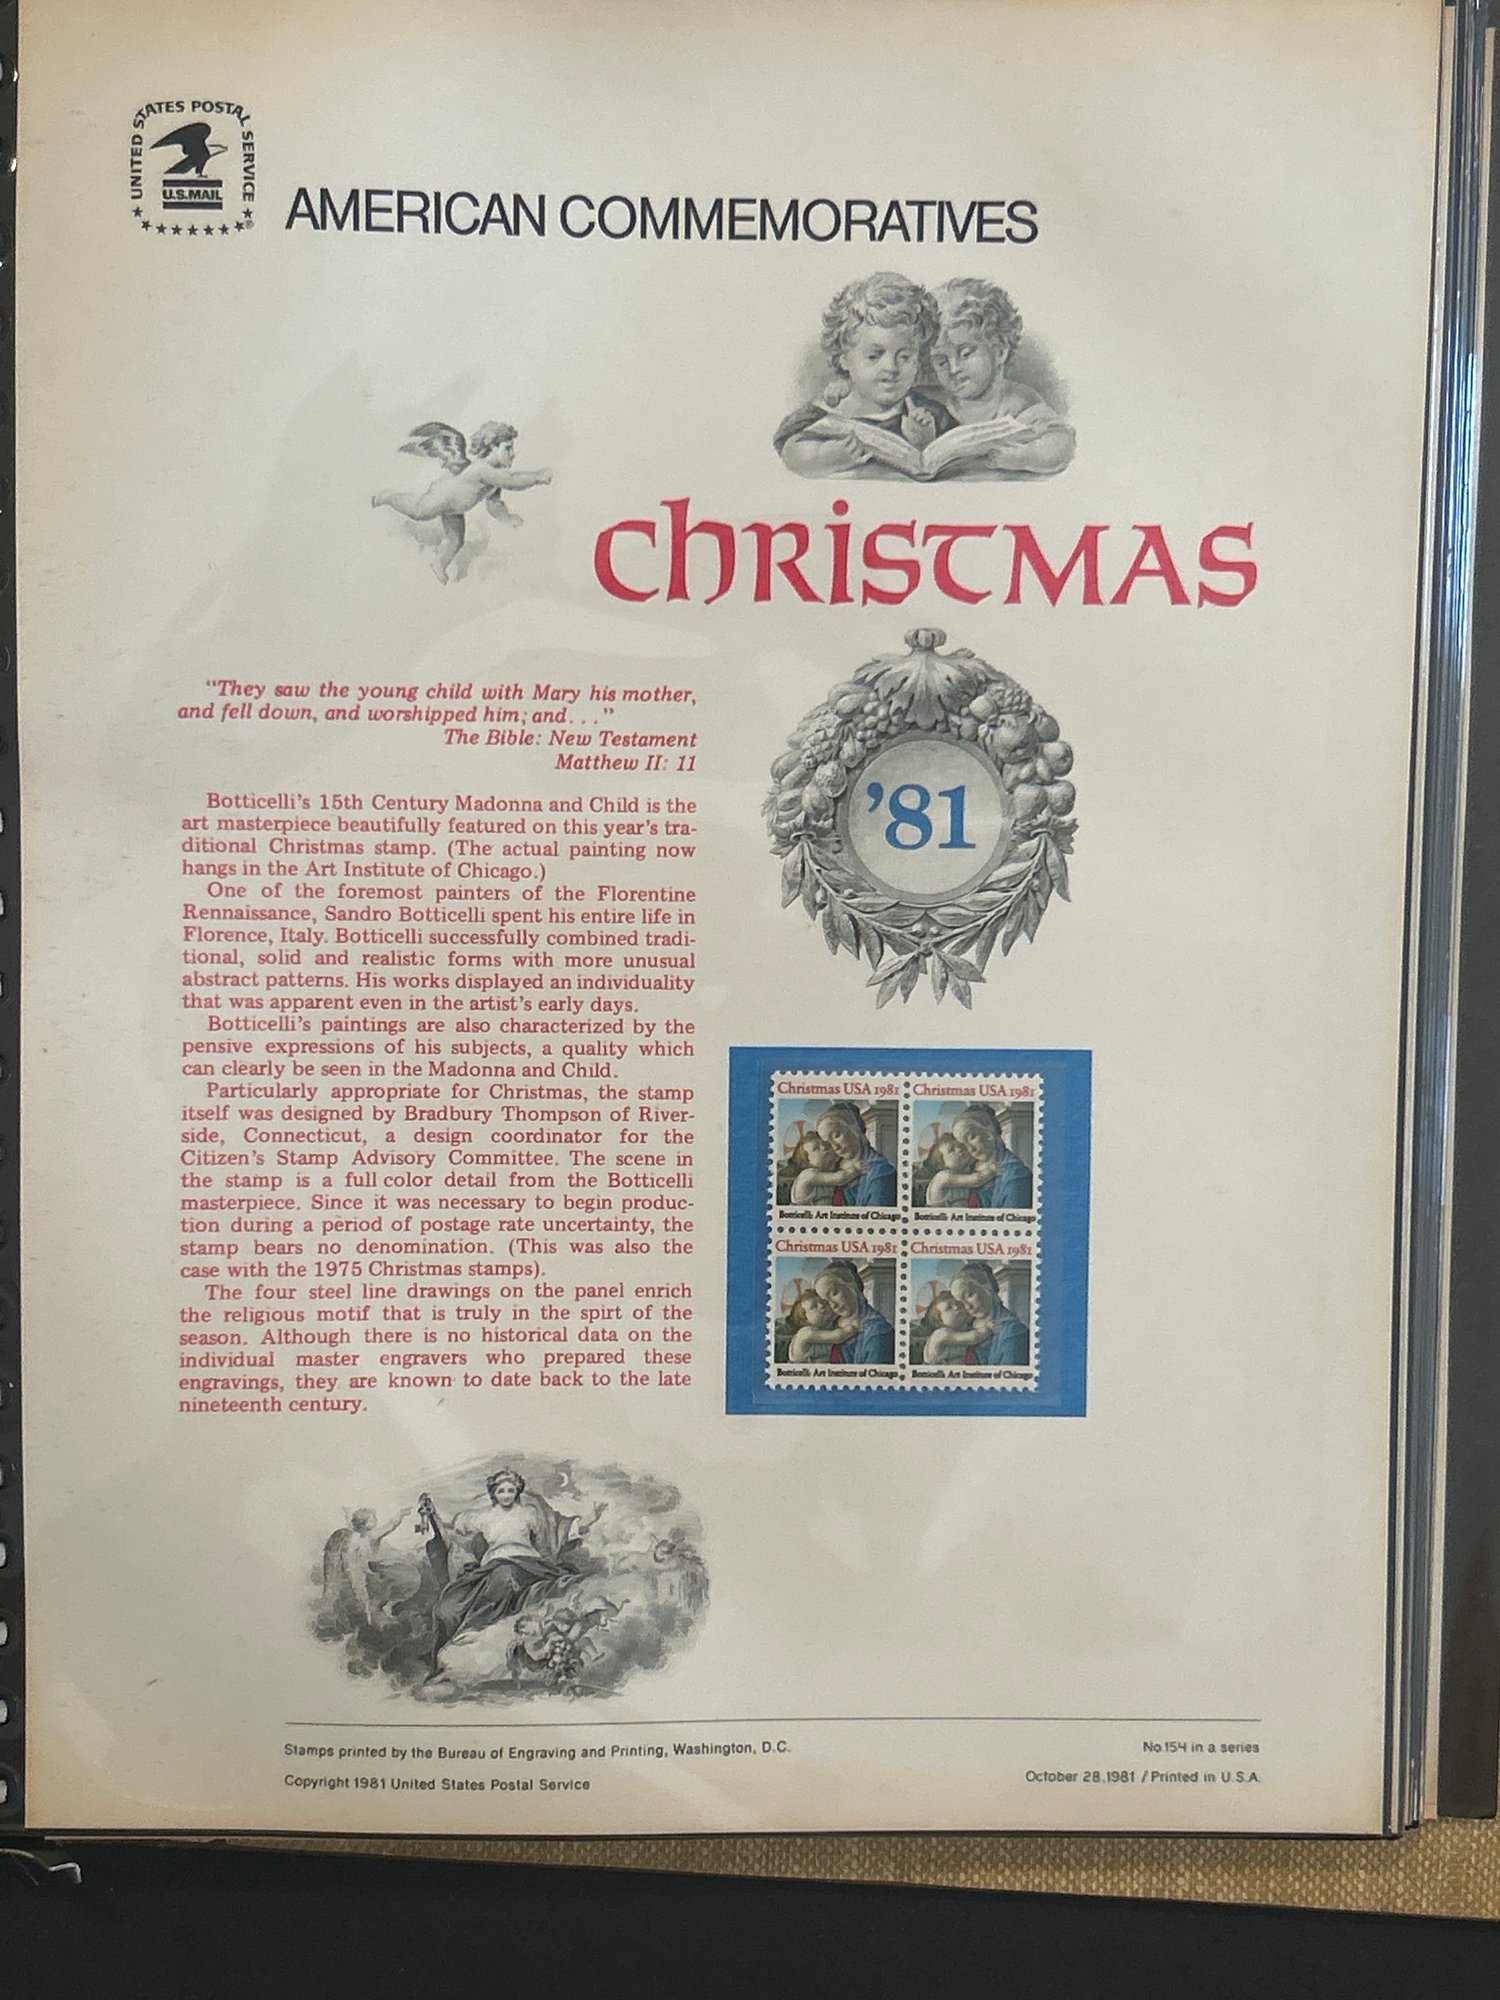 UNITED STATES POSTAL SERVICE
U.S.MAIL
AMERICAN COMMEMORATIVES
Christmas
'81
"They saw the young child with Mary his mother,
and fell down, and worshipped him; and..."
The Bible: New Testament
Matthew II: 11
Botticelli's 15th Century Madonna and Child is the
art masterpiece beautifully featured on this year's tra-
ditional Christmas stamp. (The actual painting now
hangs in the Art Institute of Chicago.)
One of the foremost painters of the Florentine
Rennaissance, Sandro Botticelli spent his entire life in
Florence, Italy. Botticelli successfully combined tradi-
tional, solid and realistic forms with more unusual
abstract patterns. His works displayed an individuality
that was apparent even in the artist's early days.
Botticelli's paintings are also characterized by the
pensive expressions of his subjects, a quality which
can clearly be seen in the Madonna and Child.
Particularly appropriate for Christmas, the stamp
itself was designed by Bradbury Thompson of River-
side, Connecticut, a design coordinator for the
Citizen's Stamp Advisory Committee. The scene in
the stamp is a full color detail from the Botticelli
masterpiece. Since it was necessary to begin produc-
tion during a period of postage rate uncertainty, the
stamp bears no denomination. (This was also the
case with the 1975 Christmas stamps).
The four steel line drawings on the panel enrich
the religious motif that is truly in the spirt of the
season. Although there is no historical data on the
individual master engravers who prepared these
engravings, they are known to date back to the late
nineteenth century.
Christmas USA 1981
Christmas USA 1981
Botticelli: Art Institute of Chicago
Botticelli: Art Institute of Chicago
Christmas USA 1981
Christmas USA 1981
Botticelli: Art Institute of Chicago
Botticelli: Art Institute of Chicago
Stamps printed by the Bureau of Engraving and Printing, Washington, D.C.
No.154 in a series
Copyright 1981 United States Postal Service
October 28, 1981 / Printed in U.S.A.